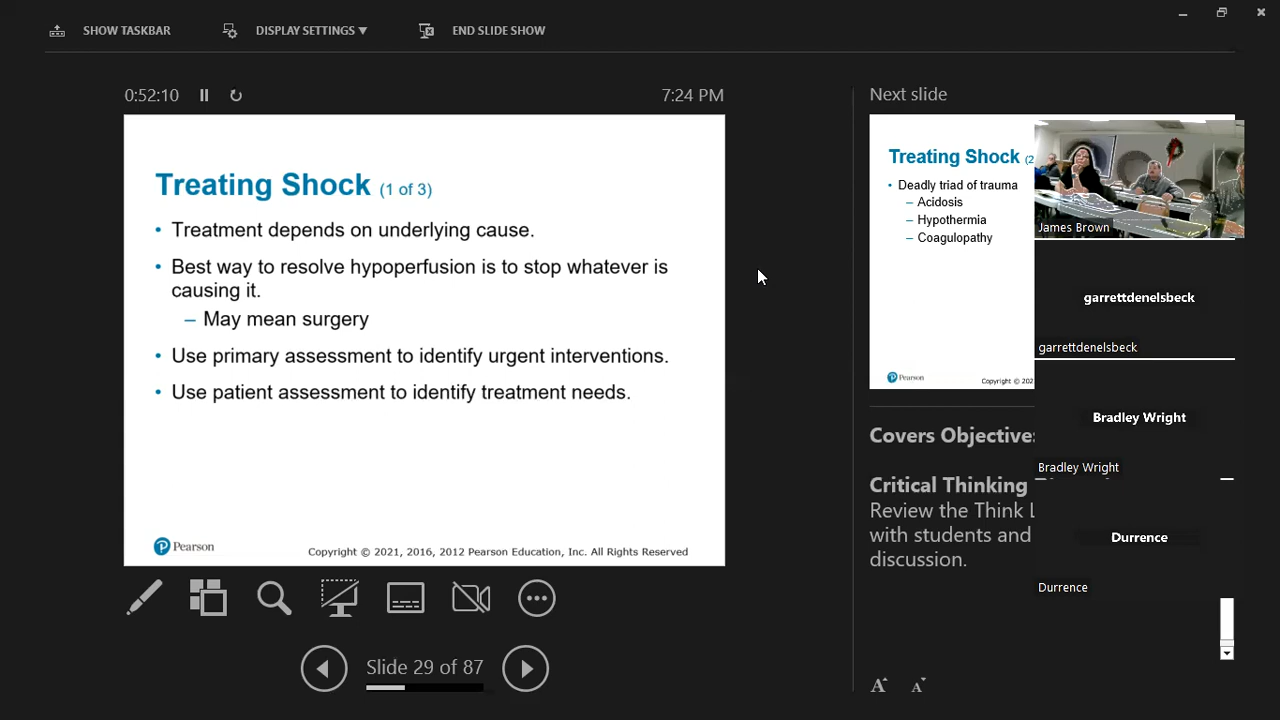 SHOW TASKBAR
DISPLAY SETTINGS ▼
END SLIDE SHOW
0:52:10
7:24 PM
Treating Shock (1 of 3)
• Treatment depends on underlying cause.
• Best way to resolve hypoperfusion is to stop whatever is
causing it.
– May mean surgery
• Use primary assessment to identify urgent interventions.
• Use patient assessment to identify treatment needs.
P Pearson
Copyright © 2021, 2016, 2012 Pearson Education, Inc. All Rights Reserved
Slide 29 of 87
Next slide
Treating Shock (2
• Deadly triad of trauma
– Acidosis
– Hypothermia
– Coagulopathy
P Pearson
Copyright © 202
James Brown
garrettdenelsbeck
garrettdenelsbeck
Bradley Wright
Bradley Wright
Durrence
Durrence
Covers Objective
Critical Thinking
Review the Think
with students and
discussion.
A A